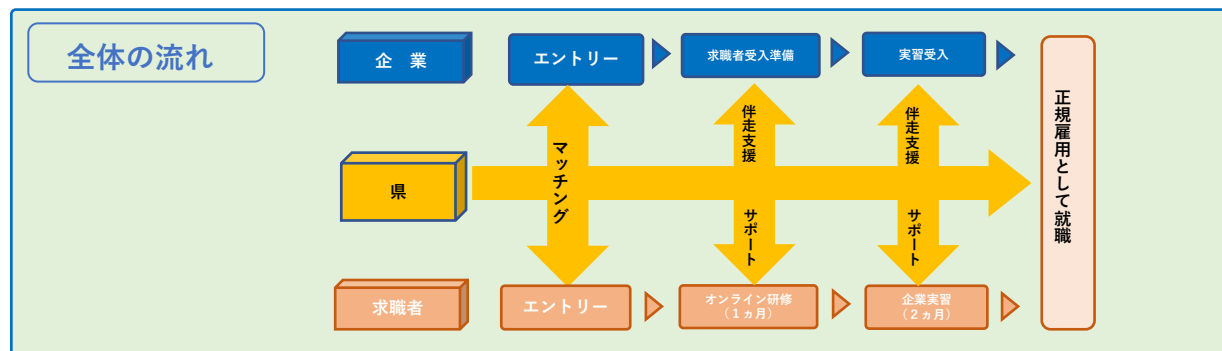 全体の流れ
企　業
エントリー
求職者受入準備
実習受入
マッチング
伴走支援
伴走支援
県
サポート
サポート
求職者
エントリー
オンライン研修
（１ヵ月）
企業実習
（２ヵ月）
正規雇用として就職